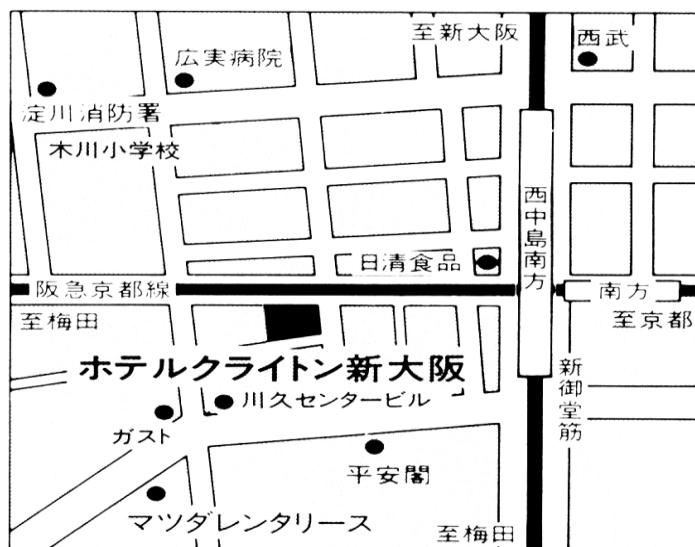 至新大阪
西武
広実病院
淀川消防署
木川小学校
西中島南方
日清食品
阪急京都線
南方
至梅田
至京都
ホテルクライトン新大阪
新御堂筋
川久センタービル
ガスト
平安閣
マツダレンタリース
至梅田